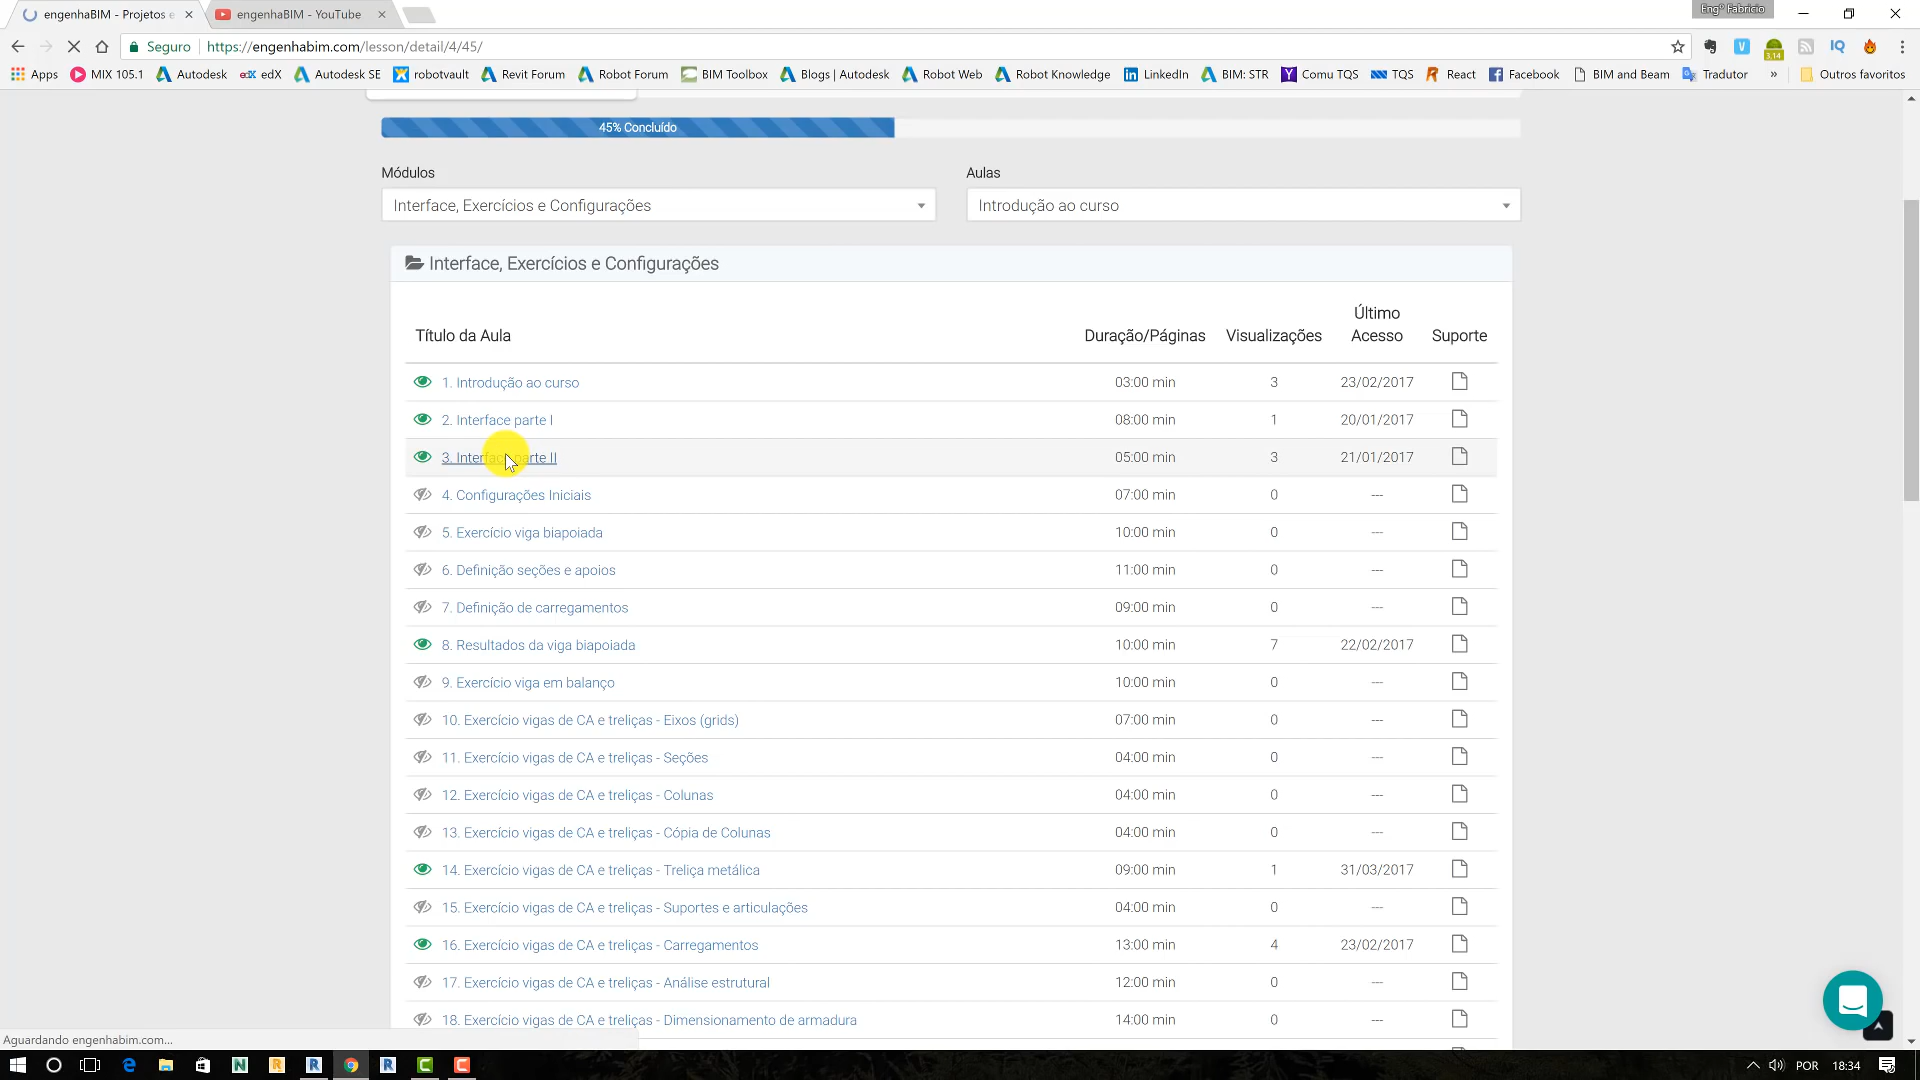 engenhaBIM - Projetos e
engenhaBIM - YouTube
Engº Fabrício
Seguro
https://engenhabim.com/lesson/detail/4/45/
3.14
IQ
Apps MIX 105.1 Autodesk edX Autodesk SE robotvault Revit Forum Robot Forum BIM Toolbox Blogs | Autodesk Robot Web Robot Knowledge LinkedIn BIM: STR Comu TQS TQS React Facebook BIM and Beam Tradutor » Outros favoritos
45% Concluído
Módulos Aulas
Interface, Exercícios e Configurações Introdução ao curso
Interface, Exercícios e Configurações
Título da Aula Duração/Páginas Visualizações Último Acesso Suporte
1. Introdução ao curso 03:00 min 3 23/02/2017
2. Interface parte I 08:00 min 1 20/01/2017
3. Interface parte II 05:00 min 3 21/01/2017
4. Configurações Iniciais 07:00 min 0 ---
5. Exercício viga biapoiada 10:00 min 0 ---
6. Definição seções e apoios 11:00 min 0 ---
7. Definição de carregamentos 09:00 min 0 ---
8. Resultados da viga biapoiada 10:00 min 7 22/02/2017
9. Exercício viga em balanço 10:00 min 0 ---
10. Exercício vigas de CA e treliças - Eixos (grids) 07:00 min 0 ---
11. Exercício vigas de CA e treliças - Seções 04:00 min 0 ---
12. Exercício vigas de CA e treliças - Colunas 04:00 min 0 ---
13. Exercício vigas de CA e treliças - Cópia de Colunas 04:00 min 0 ---
14. Exercício vigas de CA e treliças - Treliça metálica 09:00 min 1 31/03/2017
15. Exercício vigas de CA e treliças - Suportes e articulações 04:00 min 0 ---
16. Exercício vigas de CA e treliças - Carregamentos 13:00 min 4 23/02/2017
17. Exercício vigas de CA e treliças - Análise estrutural 12:00 min 0 ---
18. Exercício vigas de CA e treliças - Dimensionamento de armadura 14:00 min 0 ---
Aguardando engenhabim.com...
POR 18:34